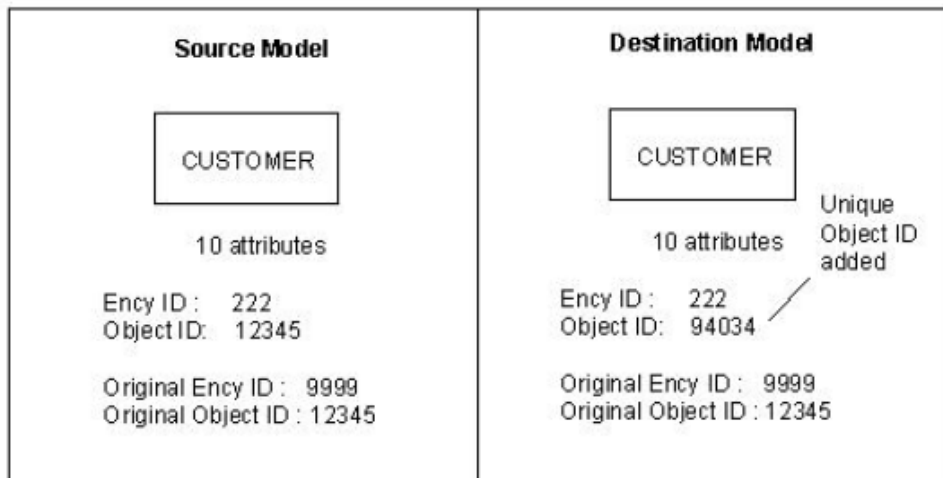 Source Model
CUSTOMER
10 attributes
Ency ID : 222
Object ID: 12345
Original Ency ID : 9999
Original Object ID : 12345
Destination Model
CUSTOMER
Unique
Object ID
added
10 attributes
Ency ID : 222
Object ID: 94034
Original Ency ID : 9999
Original Object ID : 12345